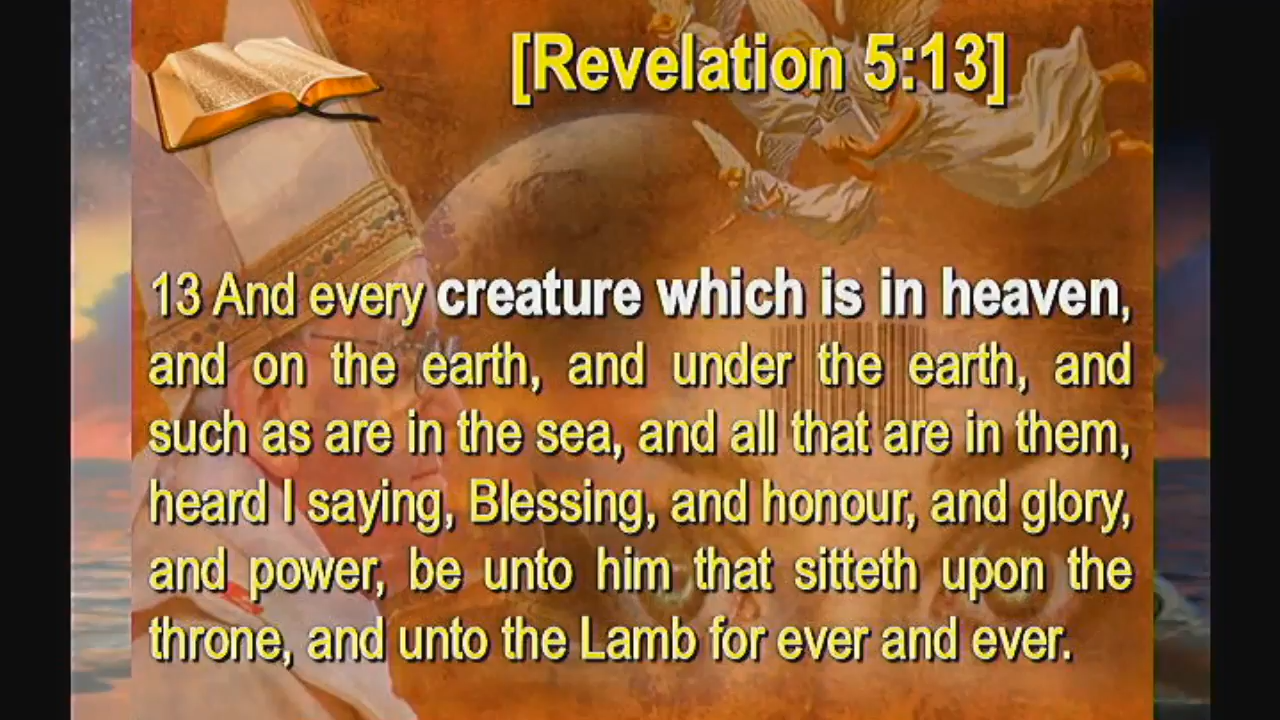 [Revelation 5:13]
13 And every creature which is in heaven,
and on the earth, and under the earth, and
such as are in the sea, and all that are in them,
heard I saying, Blessing, and honour, and glory,
and power, be unto him that sitteth upon the
throne, and unto the Lamb for ever and ever.